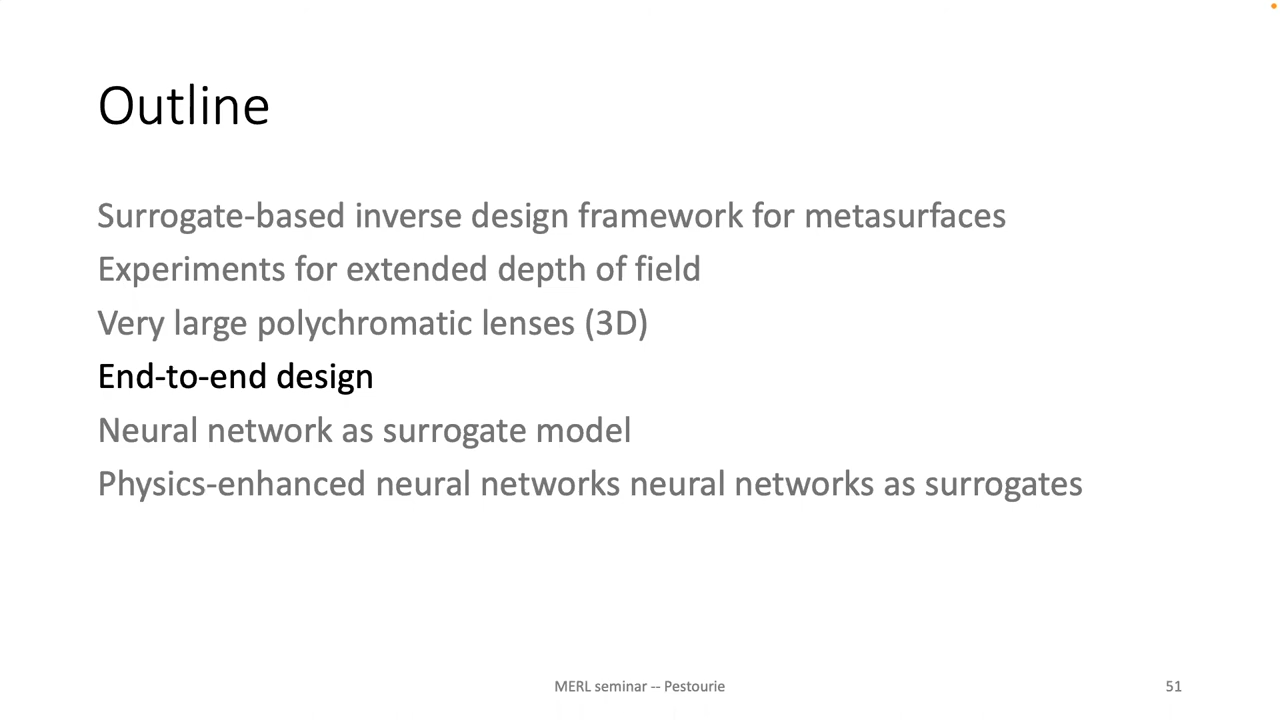 Outline
Surrogate-based inverse design framework for metasurfaces
Experiments for extended depth of field
Very large polychromatic lenses (3D)
End-to-end design
Neural network as surrogate model
Physics-enhanced neural networks neural networks as surrogates
MERL seminar -- Pestourie
51